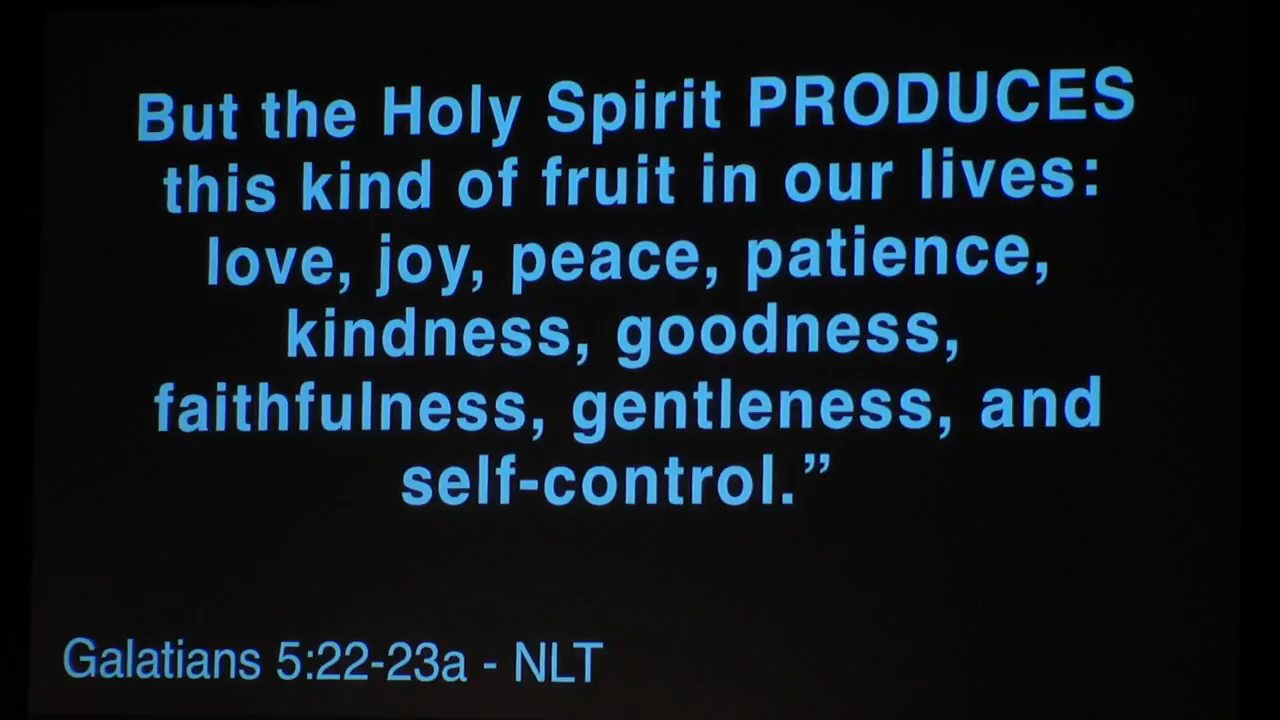 But the Holy Spirit PRODUCES
this kind of fruit in our lives:
love, joy, peace, patience,
kindness, goodness,
faithfulness, gentleness, and
self-control.”
Galatians 5:22-23a - NLT